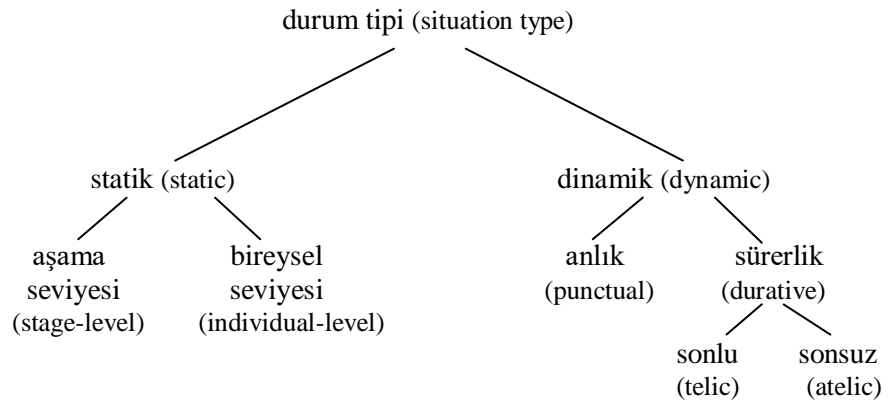 durum tipi (situation type)
statik (static) dinamik (dynamic)
aşama bireysel anlık sürerlik
seviyesi seviyesi (punctual) (durative)
(stage-level) (individual-level)
sonlu sonsuz
(telic) (atelic)